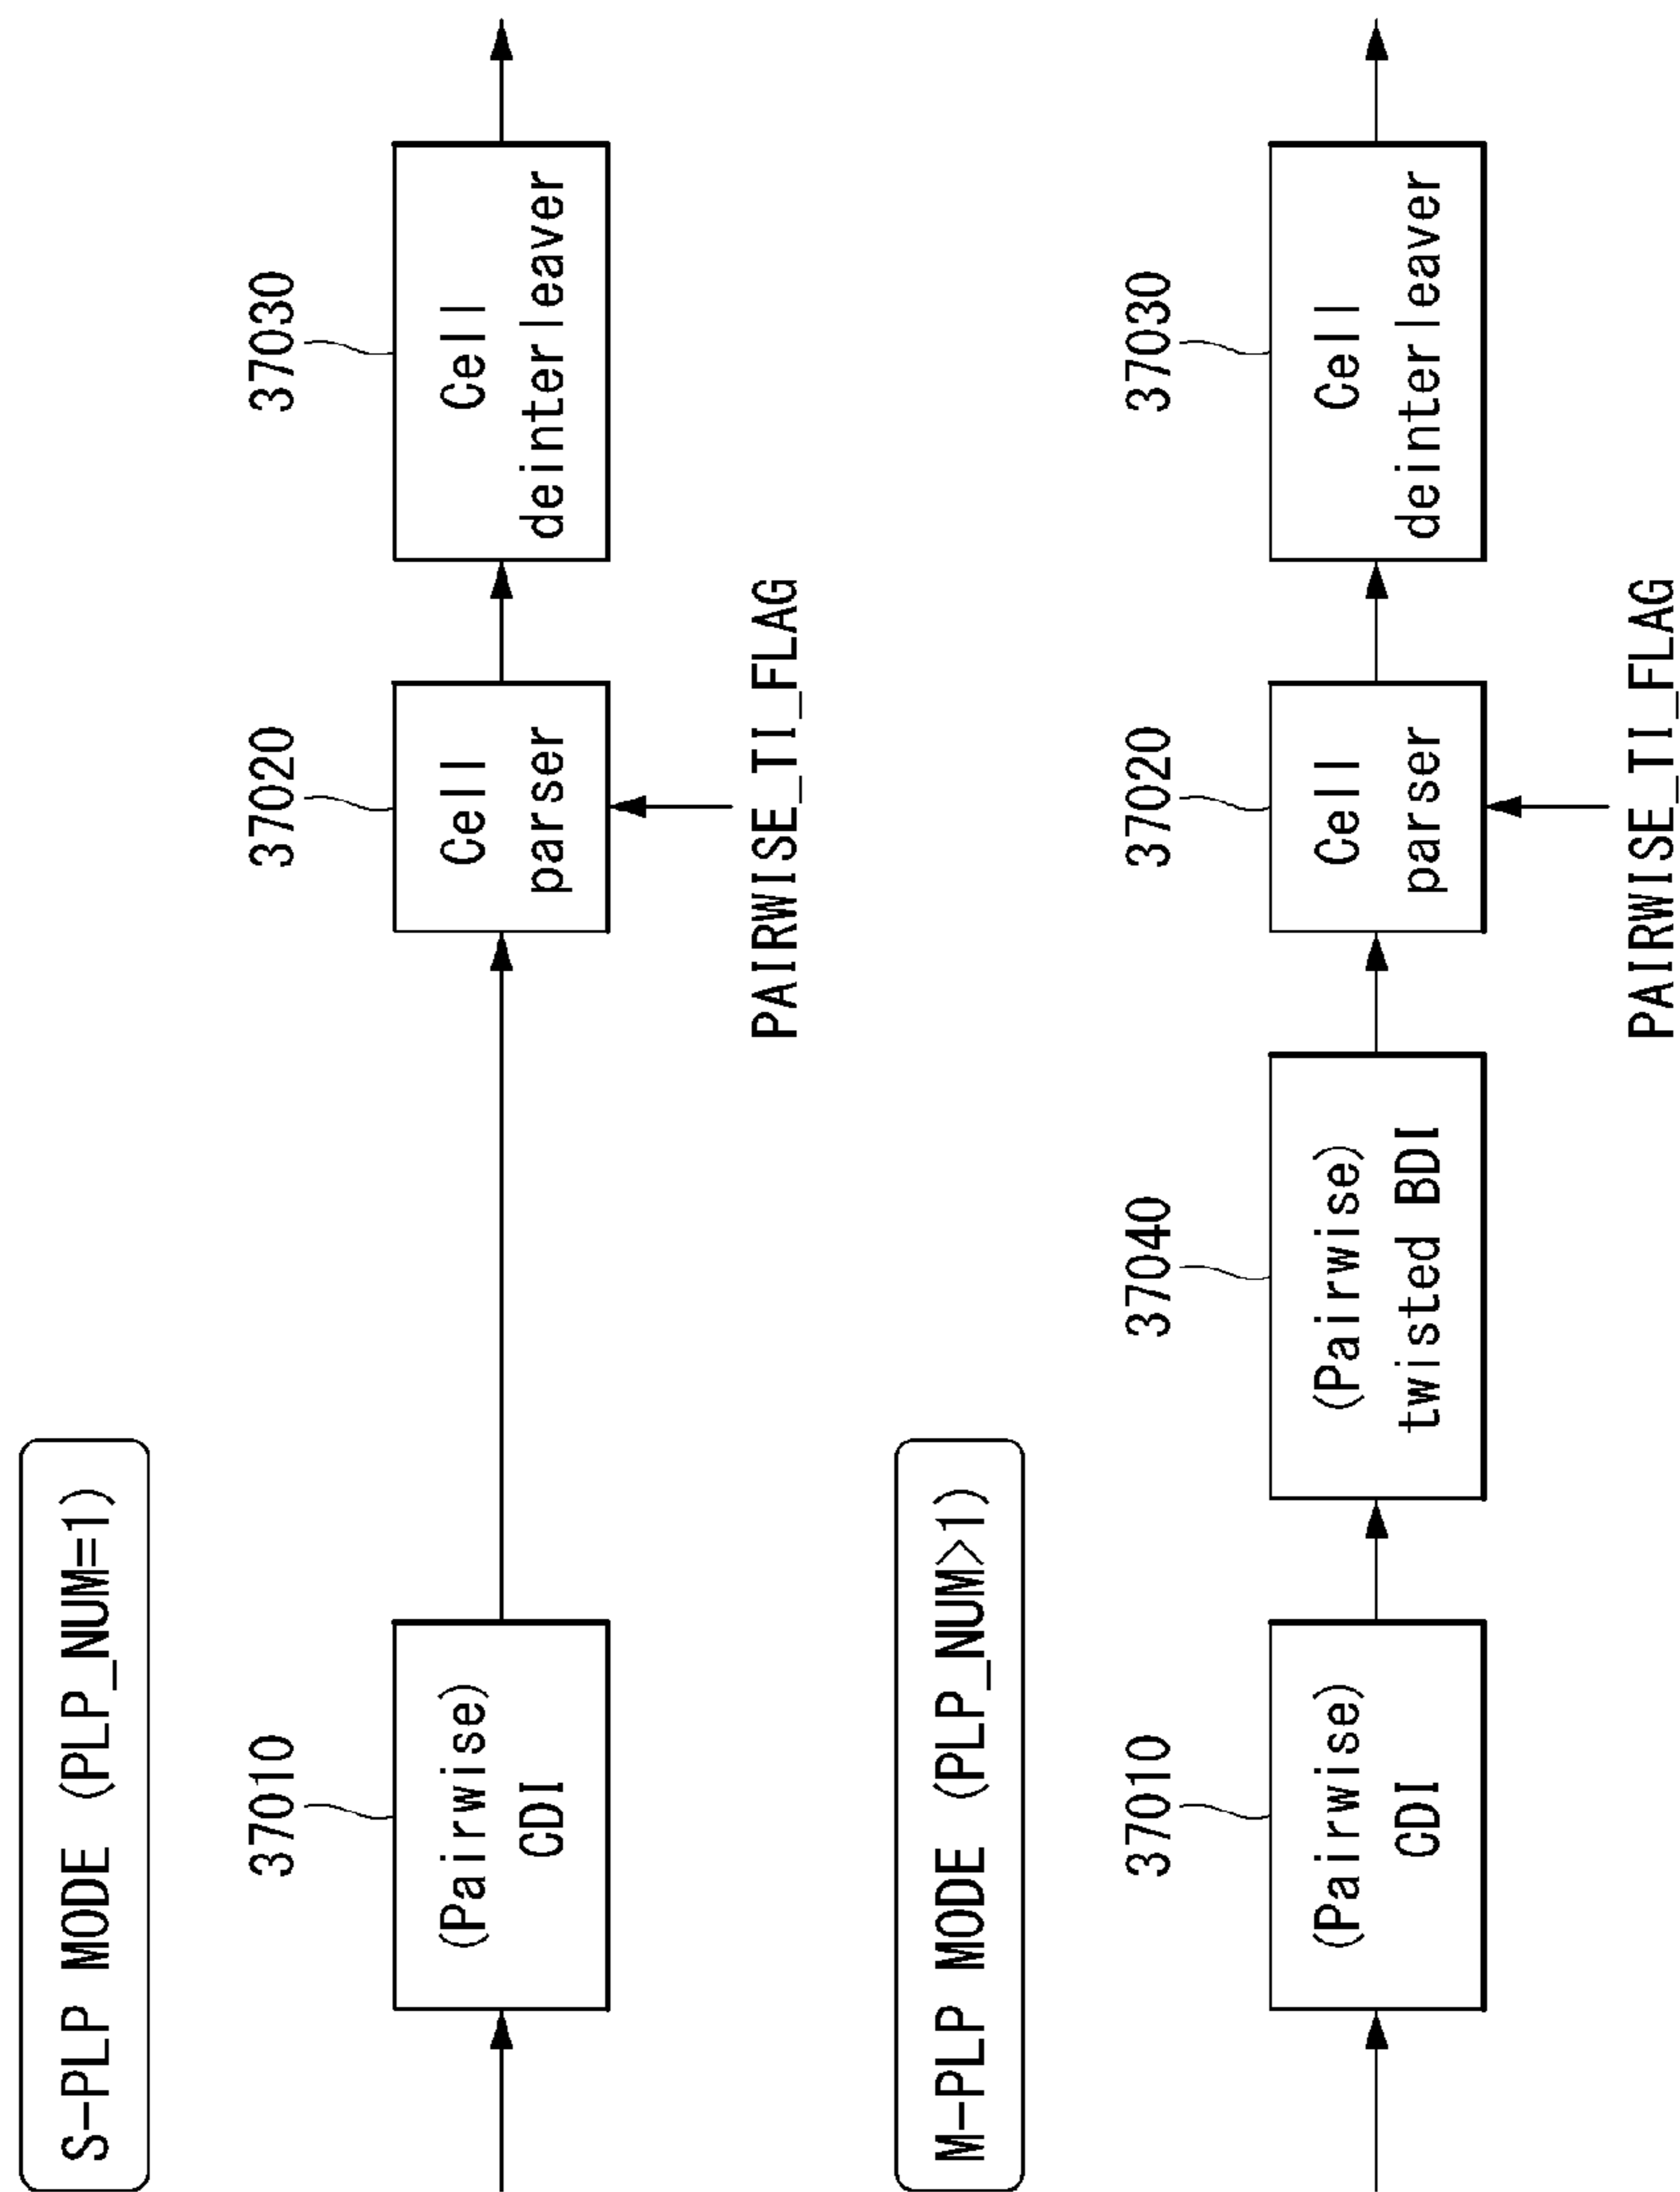 S-PLP MODE (PLP_NUM=1)
37010
37020
37030
(Pairwise)
CDI
Cell
parser
Cell
deinterleaver
PAIRWISE_TI_FLAG
M-PLP MODE (PLP_NUM>1)
37010
37040
37020
37030
(Pairwise)
CDI
(Pairwise)
twisted BDI
Cell
parser
Cell
deinterleaver
PAIRWISE_TI_FLAG